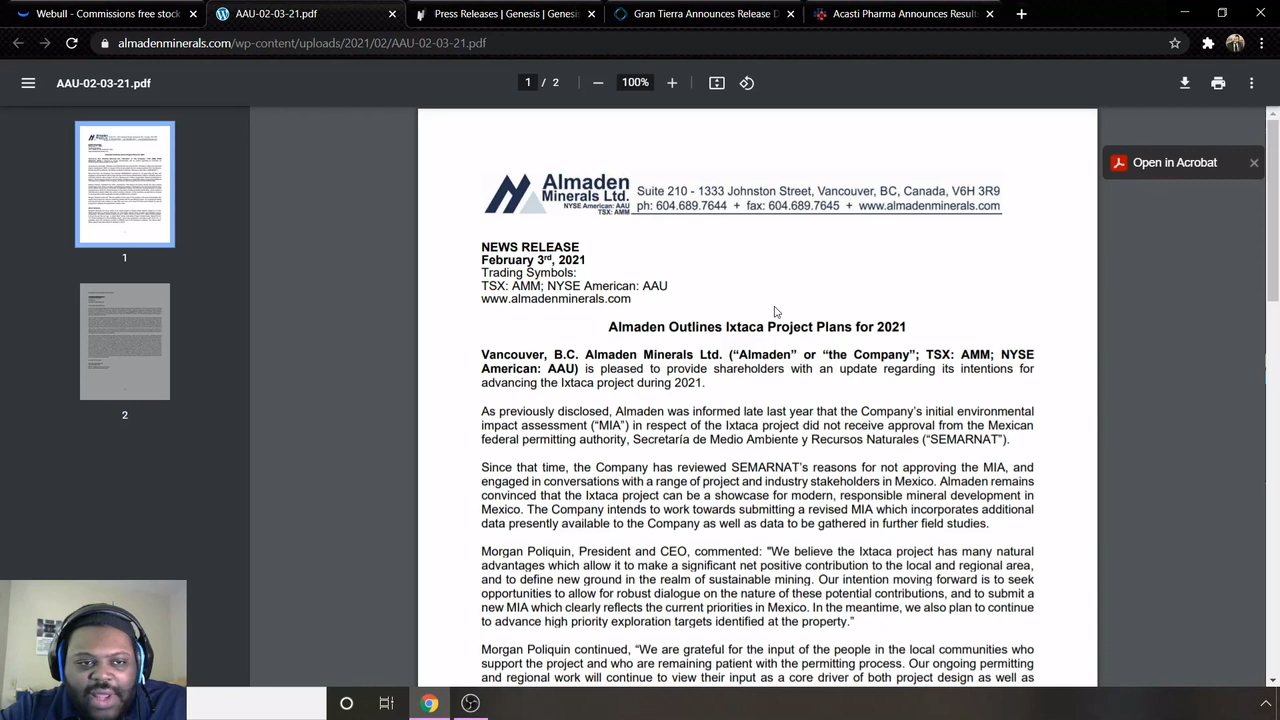 Webull - Commissions free stock
AAU-02-03-21.pdf
Press Releases | Genesis | Genesi
Gran Tierra Announces Release D
Acasti Pharma Announces Result
almadenminerals.com/wp-content/uploads/2021/02/AAU-02-03-21.pdf
AAU-02-03-21.pdf
1 / 2
100%
Open in Acrobat
1
2
Almaden
Minerals Ltd.
NYSE American: AAU
TSX: AMM
Suite 210 - 1333 Johnston Street, Vancouver, BC, Canada, V6H 3R9
ph: 604.689.7644 + fax: 604.689.7645 + www.almadenminerals.com
NEWS RELEASE
February 3rd, 2021
Trading Symbols:
TSX: AMM; NYSE American: AAU
www.almadenminerals.com
Almaden Outlines Ixtaca Project Plans for 2021
Vancouver, B.C. Almaden Minerals Ltd. (“Almaden” or “the Company”; TSX: AMM; NYSE
American: AAU) is pleased to provide shareholders with an update regarding its intentions for
advancing the Ixtaca project during 2021.
As previously disclosed, Almaden was informed late last year that the Company’s initial environmental
impact assessment (“MIA”) in respect of the Ixtaca project did not receive approval from the Mexican
federal permitting authority, Secretaría de Medio Ambiente y Recursos Naturales (“SEMARNAT”).
Since that time, the Company has reviewed SEMARNAT’s reasons for not approving the MIA, and
engaged in conversations with a range of project and industry stakeholders in Mexico. Almaden remains
convinced that the Ixtaca project can be a showcase for modern, responsible mineral development in
Mexico. The Company intends to work towards submitting a revised MIA which incorporates additional
data presently available to the Company as well as data to be gathered in further field studies.
Morgan Poliquin, President and CEO, commented: "We believe the Ixtaca project has many natural
advantages which allow it to make a significant net positive contribution to the local and regional area,
and to define new ground in the realm of sustainable mining. Our intention moving forward is to seek
opportunities to allow for robust dialogue on the nature of these potential contributions, and to submit a
new MIA which clearly reflects the current priorities in Mexico. In the meantime, we also plan to continue
to advance high priority exploration targets identified at the property.”
Morgan Poliquin continued, “We are grateful for the input of the people in the local communities who
support the project and who are remaining patient with the permitting process. Our ongoing permitting
and regional work will continue to view their input as a core driver of both project design as well as